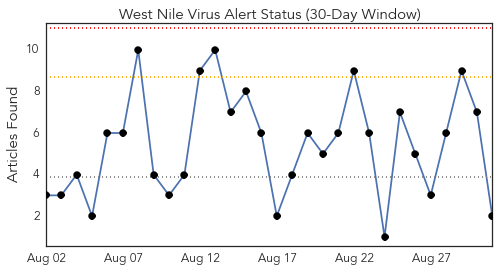 West Nile Virus Alert Status (30-Day Window)
Articles Found
10
8
6
4
2
Aug 02 Aug 07 Aug 12 Aug 17 Aug 22 Aug 27